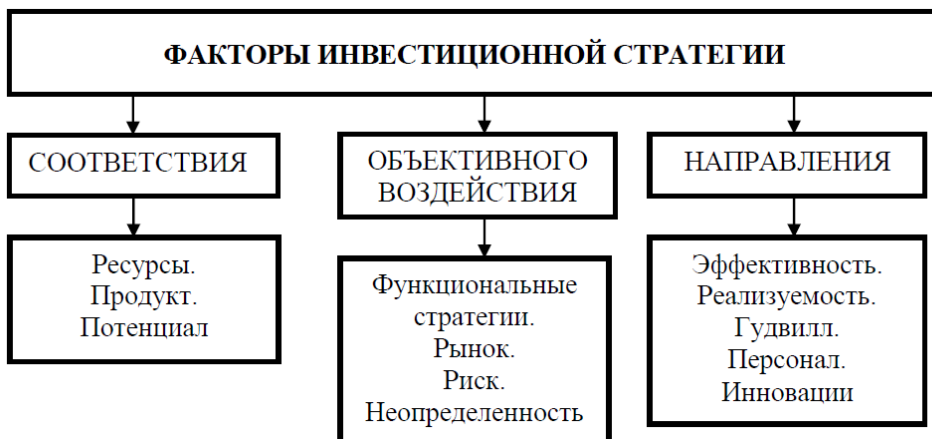 ФАКТОРЫ ИНВЕСТИЦИОННОЙ СТРАТЕГИИ
СООТВЕТСТВИЯ
Ресурсы.
Продукт.
Потенциал
ОБЪЕКТИВНОГО
ВОЗДЕЙСТВИЯ
Функциональные
стратегии.
Рынок.
Риск.
Неопределенность
НАПРАВЛЕНИЯ
Эффективность.
Реализуемость.
Гудвилл.
Персонал.
Инновации